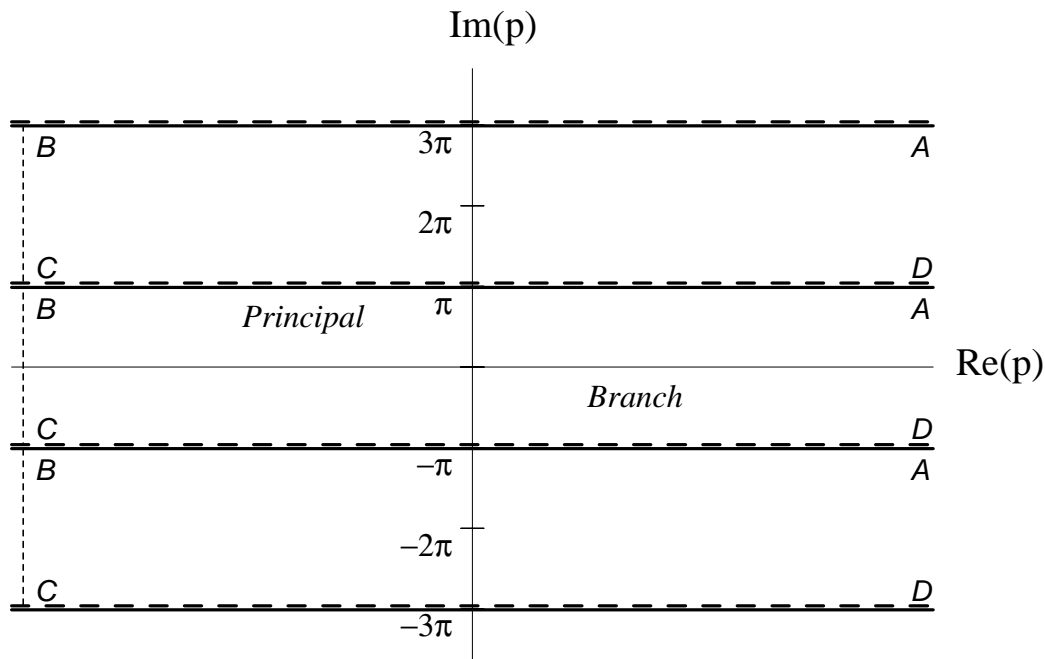 Im(p)
B 3π A
2π
C D
B π A
Principal
Re(p)
Branch
C D
B −π A
−2π
C D
−3π